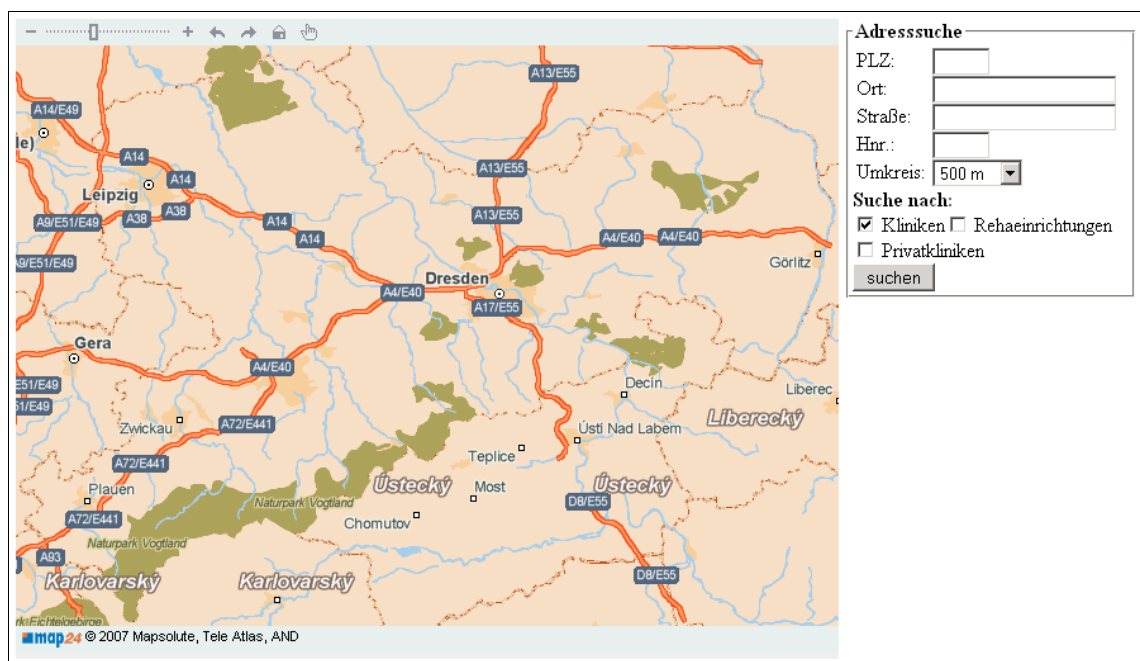 A13/E55
A14/E49
le)
A14
A13/E55
A14
Leipzig
A38
A38
A9/E51/E49
A14
A13/E55
A14
A4/E40
A4/E40
A9/E51/E49
Görlitz
Dresden
A4/E40
A17/E55
Gera
A4/E40
E51/E49
51/E49
Decin
Liberec
Liberecký
Zwickau
A72/E441
Ústi Nad Labem
Teplice
A72/E441
Plauen
Ústecký
Most
Ústecký
Naturpark Vogtland
D8/E55
A72/E441
Chomutov
Naturpark Vogtland
A93
Karlovarský
Karlovarský
D8/E55
rk Fichtelgebirge
map24 © 2007 Mapsolute, Tele Atlas, AND
Adresssuche
PLZ:
Ort:
Straße:
Hnr.:
Umkreis: 500 m
Suche nach:
Kliniken Rehaeinrichtungen
Privatkliniken
suchen